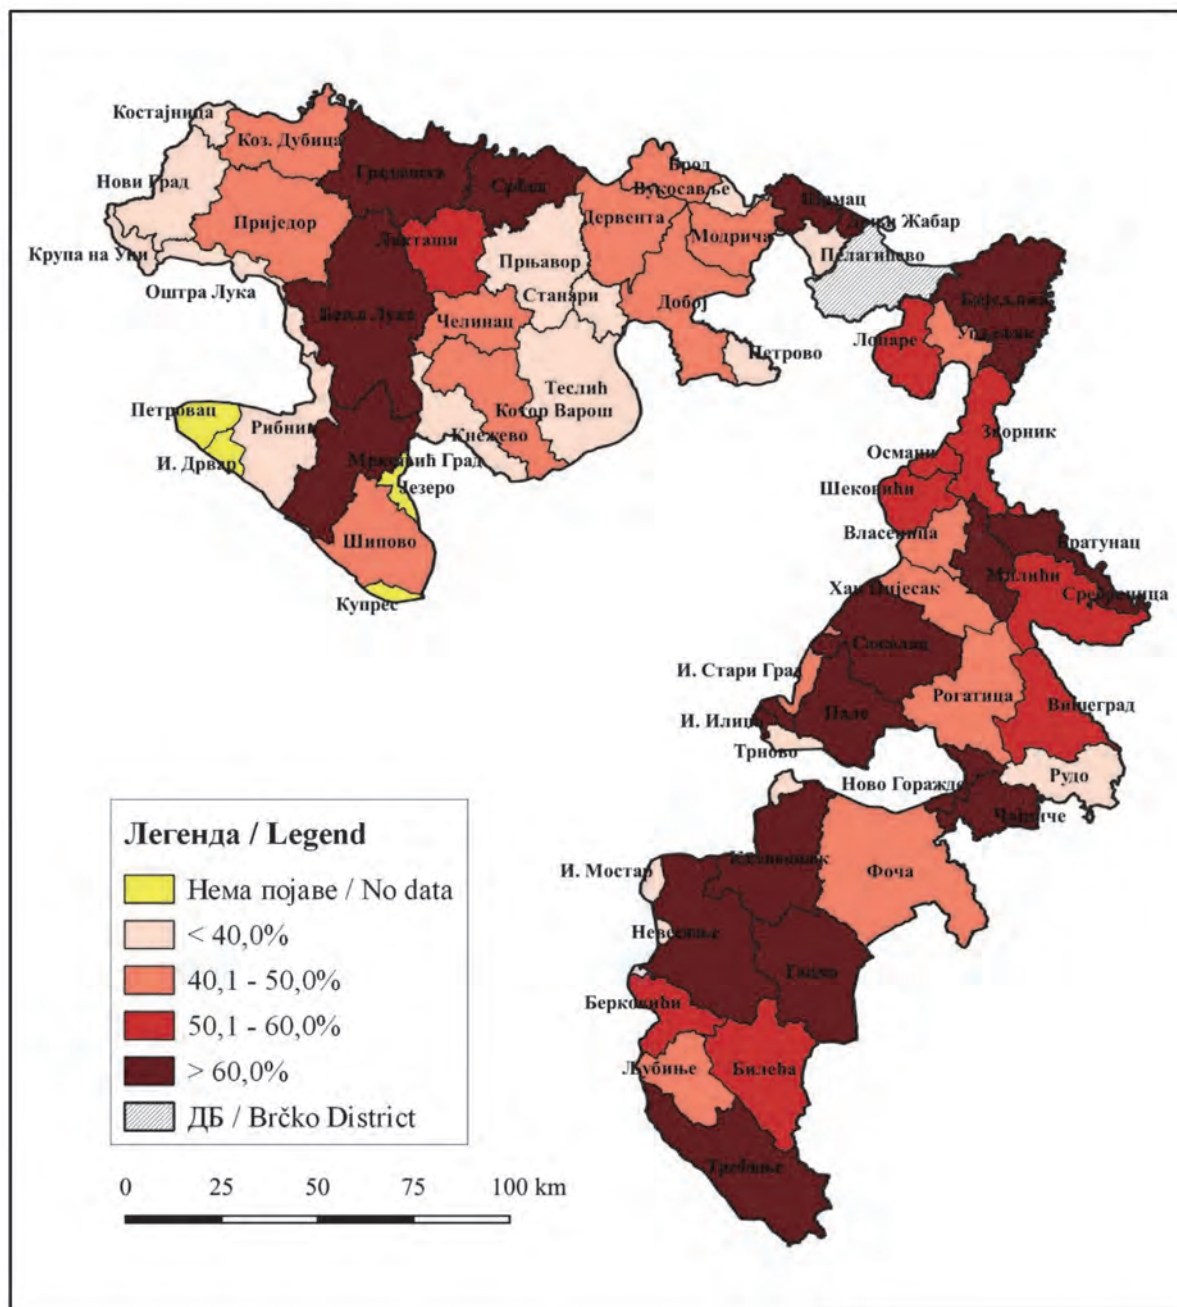 Костајница
Коз. Дубица
Градишка
Србац
Брод
Нови Град
Вукосавље
Шамац
Приједор
Дервента
Доњи Жабар
Лакташи
Модрича
Крупа на Уни
Прњавор
Пелагићево
Оштра Лука
Станари
Бијељина
Бања Лука
Челинац
Добој
Угљевик
Лопаре
Петрово
Теслић
Петровац
Котор Варош
Рибник
Кнежево
Зворник
И. Дрвар
Мркоњић Град
Осмаци
Језеро
Шековићи
Шипово
Власеница
Братунац
Милићи
Купрес
Хан Пијесак
Сребреница
Соколац
И. Стари Град
Рогатица
Вишеград
Пале
И. Илиџа
Трново
Рудо
Ново Горажде
Чајниче
Калиновик
И. Мостар
Фоча
Невесиње
Гацко
Берковићи
Љубиње
Билећа
Требиње
Легенда / Legend
Нема појаве / No data
< 40,0%
40,1 - 50,0%
50,1 - 60,0%
> 60,0%
ДБ / Brčko District
0 25 50 75 100 km